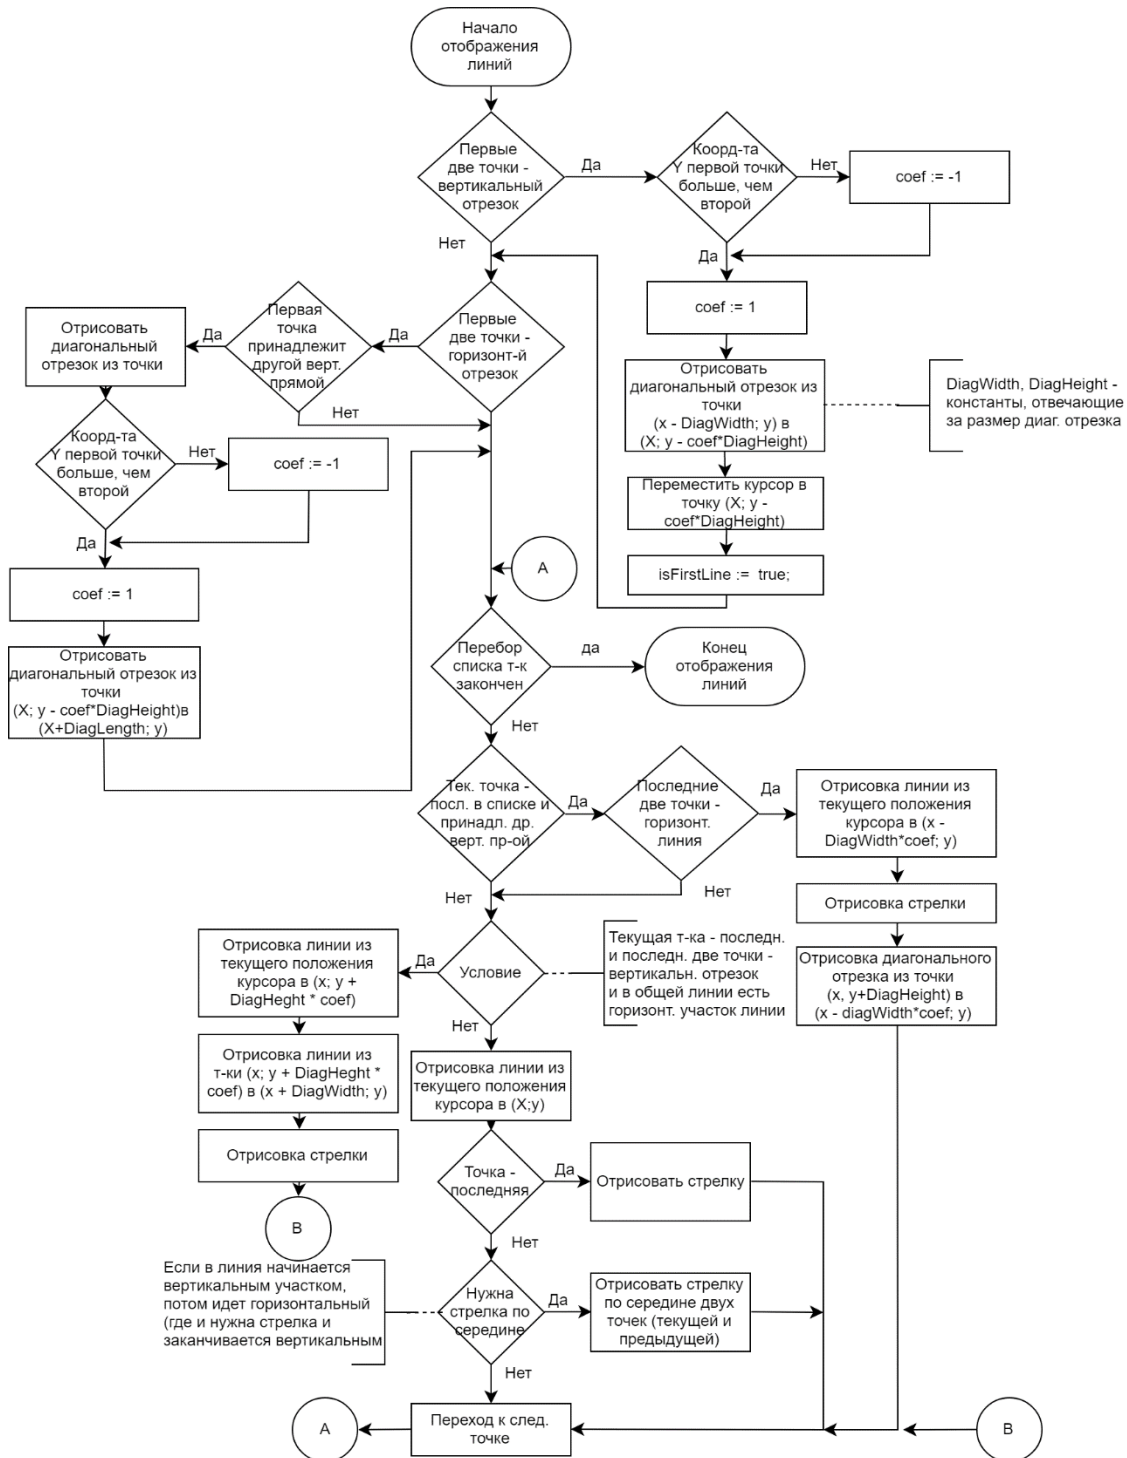 Начало
отображения
линий
Первые
две точки -
вертикальный
отрезок
Да
Коорд-та
Y первой точки
больше, чем
второй
Нет
coef := -1
Нет
Да
coef := 1
Первые
две точки -
горизонт-й
отрезок
Да
Первая
точка
принадлежит
другой верт.
прямой
Да
Отрисовать
диагональный
отрезок из точки
Нет
Отрисовать
диагональный отрезок из
точки
(x - DiagWidth; y) в
(X; y - coef*DiagHeight)
DiagWidth, DiagHeight -
константы, отвечающие
за размер диаг. отрезка
Коорд-та
Y первой точки
больше, чем
второй
Нет
coef := -1
Переместить курсор в
точку (X; y -
coef*DiagHeight)
Да
coef := 1
A
isFirstLine := true;
Отрисовать
диагональный отрезок из
точки
(X; y - coef*DiagHeight)в
(X+DiagLength; y)
Перебор
списка т-к
закончен
да
Конец
отображения
линий
Нет
Тек. точка -
посл. в списке и
принадл. др.
верт. пр-ой
Да
Последние
две точки -
горизонт.
линия
Да
Отрисовка линии из
текущего положения
курсора в (x -
DiagWidth*coef; y)
Нет
Нет
Отрисовка стрелки
Отрисовка диагонального
отрезка из точки
(x, y+DiagHeight) в
(x - diagWidth*coef; y)
Условие
Текущая т-ка - последн.
и последн. две точки -
вертикальн. отрезок
и в общей линии есть
горизонт. участок линии
Да
Отрисовка линии из
текущего положения
курсора в (x; y +
DiagHeght * coef)
Нет
Отрисовка линии из
т-ки (x; y + DiagHeght *
coef) в (x + DiagWidth; y)
Отрисовка линии из
текущего положения
курсора в (X;y)
Отрисовка стрелки
B
Точка -
последняя
Да
Отрисовать стрелку
Нет
Если в линия начинается
вертикальным участком,
потом идет горизонтальный
(где и нужна стрелка и
заканчивается вертикальным
Нужна
стрелка по
середине
Да
Отрисовать стрелку
по середине двух
точек (текущей и
предыдущей)
Нет
A
Переход к след.
точке
B